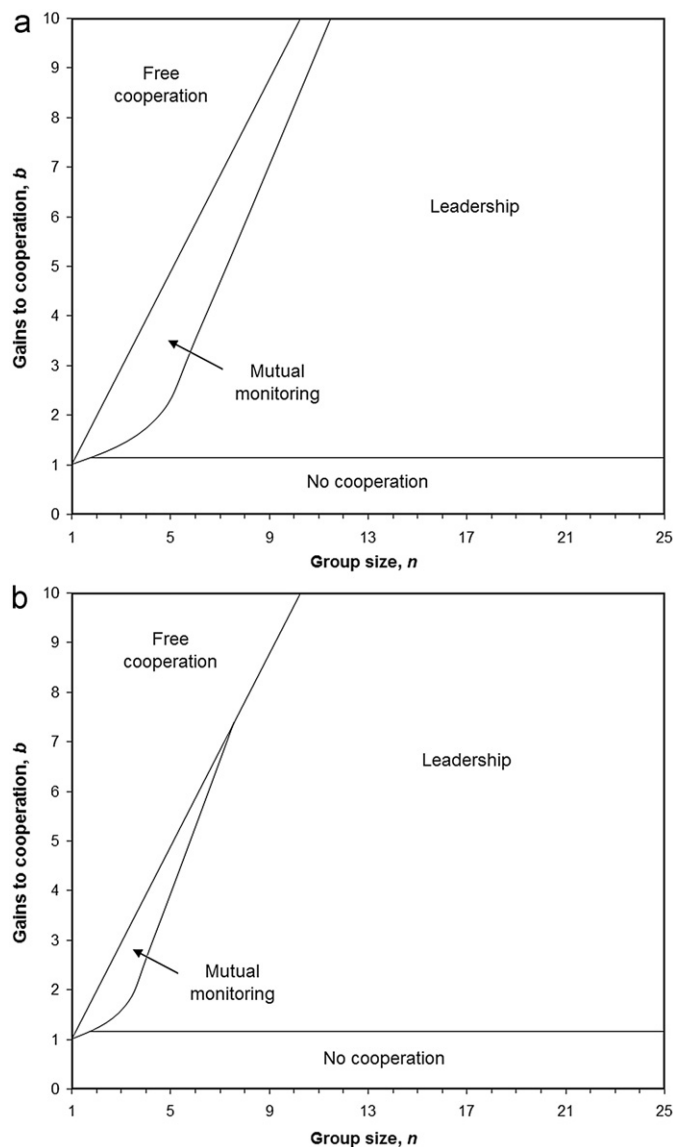 a
10
9
8
7
6
5
4
3
2
1
0
Gains to cooperation, b
Free
cooperation
Leadership
Mutual
monitoring
No cooperation
1 5 9 13 17 21 25
Group size, n
b
10
9
8
7
6
5
4
3
2
1
0
Gains to cooperation, b
Free
cooperation
Leadership
Mutual
monitoring
No cooperation
1 5 9 13 17 21 25
Group size, n